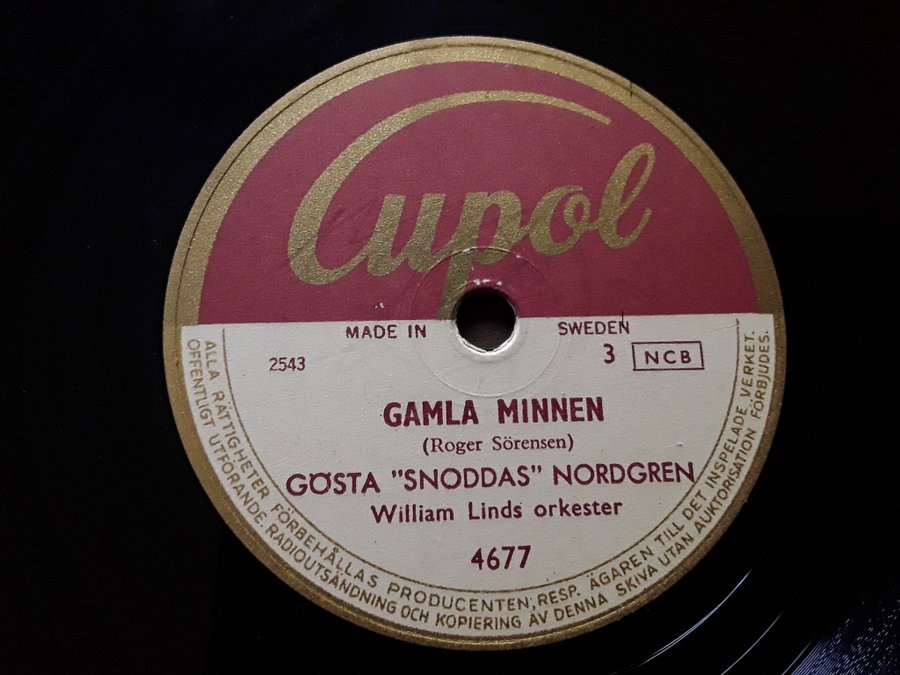 Cupol
MADE IN SWEDEN
2543 3 NCB
GAMLA MINNEN
(Roger Sörensen)
GÖSTA "SNODDAS" NORDGREN
William Linds orkester
4677
ALLA RÄTTIGHETER FÖRBEHÅLLAS PRODUCENTEN, RESP. ÄGAREN TILL DET INSPELADE VERKET.
OFFENTLIGT UTFÖRANDE, RADIOUTSÄNDNING OCH KOPIERING AV DENNA SKIVA UTAN AUKTORISATION FÖRBJUDES.